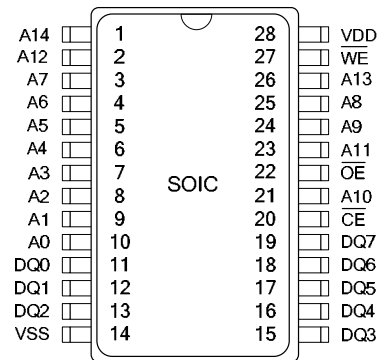 A14 1 28 VDD
A12 2 27 WE
A7 3 26 A13
A6 4 25 A8
A5 5 24 A9
A4 6 23 A11
A3 7 SOIC 22 OE
A2 8 21 A10
A1 9 20 CE
A0 10 19 DQ7
DQ0 11 18 DQ6
DQ1 12 17 DQ5
DQ2 13 16 DQ4
VSS 14 15 DQ3